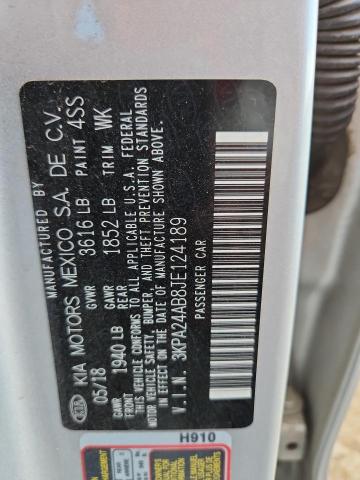 MANUFACTURED BY
KIA KIA MOTORS MEXICO S.A. DE C.V.
05/18 GVWR 3616 LB PAINT 4SS
GAWR FRONT 1940 LB GAWR REAR 1852 LB TRIM WK
THIS VEHICLE CONFORMS TO ALL APPLICABLE U.S.A. FEDERAL
MOTOR VEHICLE SAFETY, BUMPER, AND THEFT PREVENTION STANDARDS
IN EFFECT ON THE DATE OF MANUFACTURE SHOWN ABOVE.
V.I.N. 3KPA24AB8JE124189
PASSENGER CAR
H910